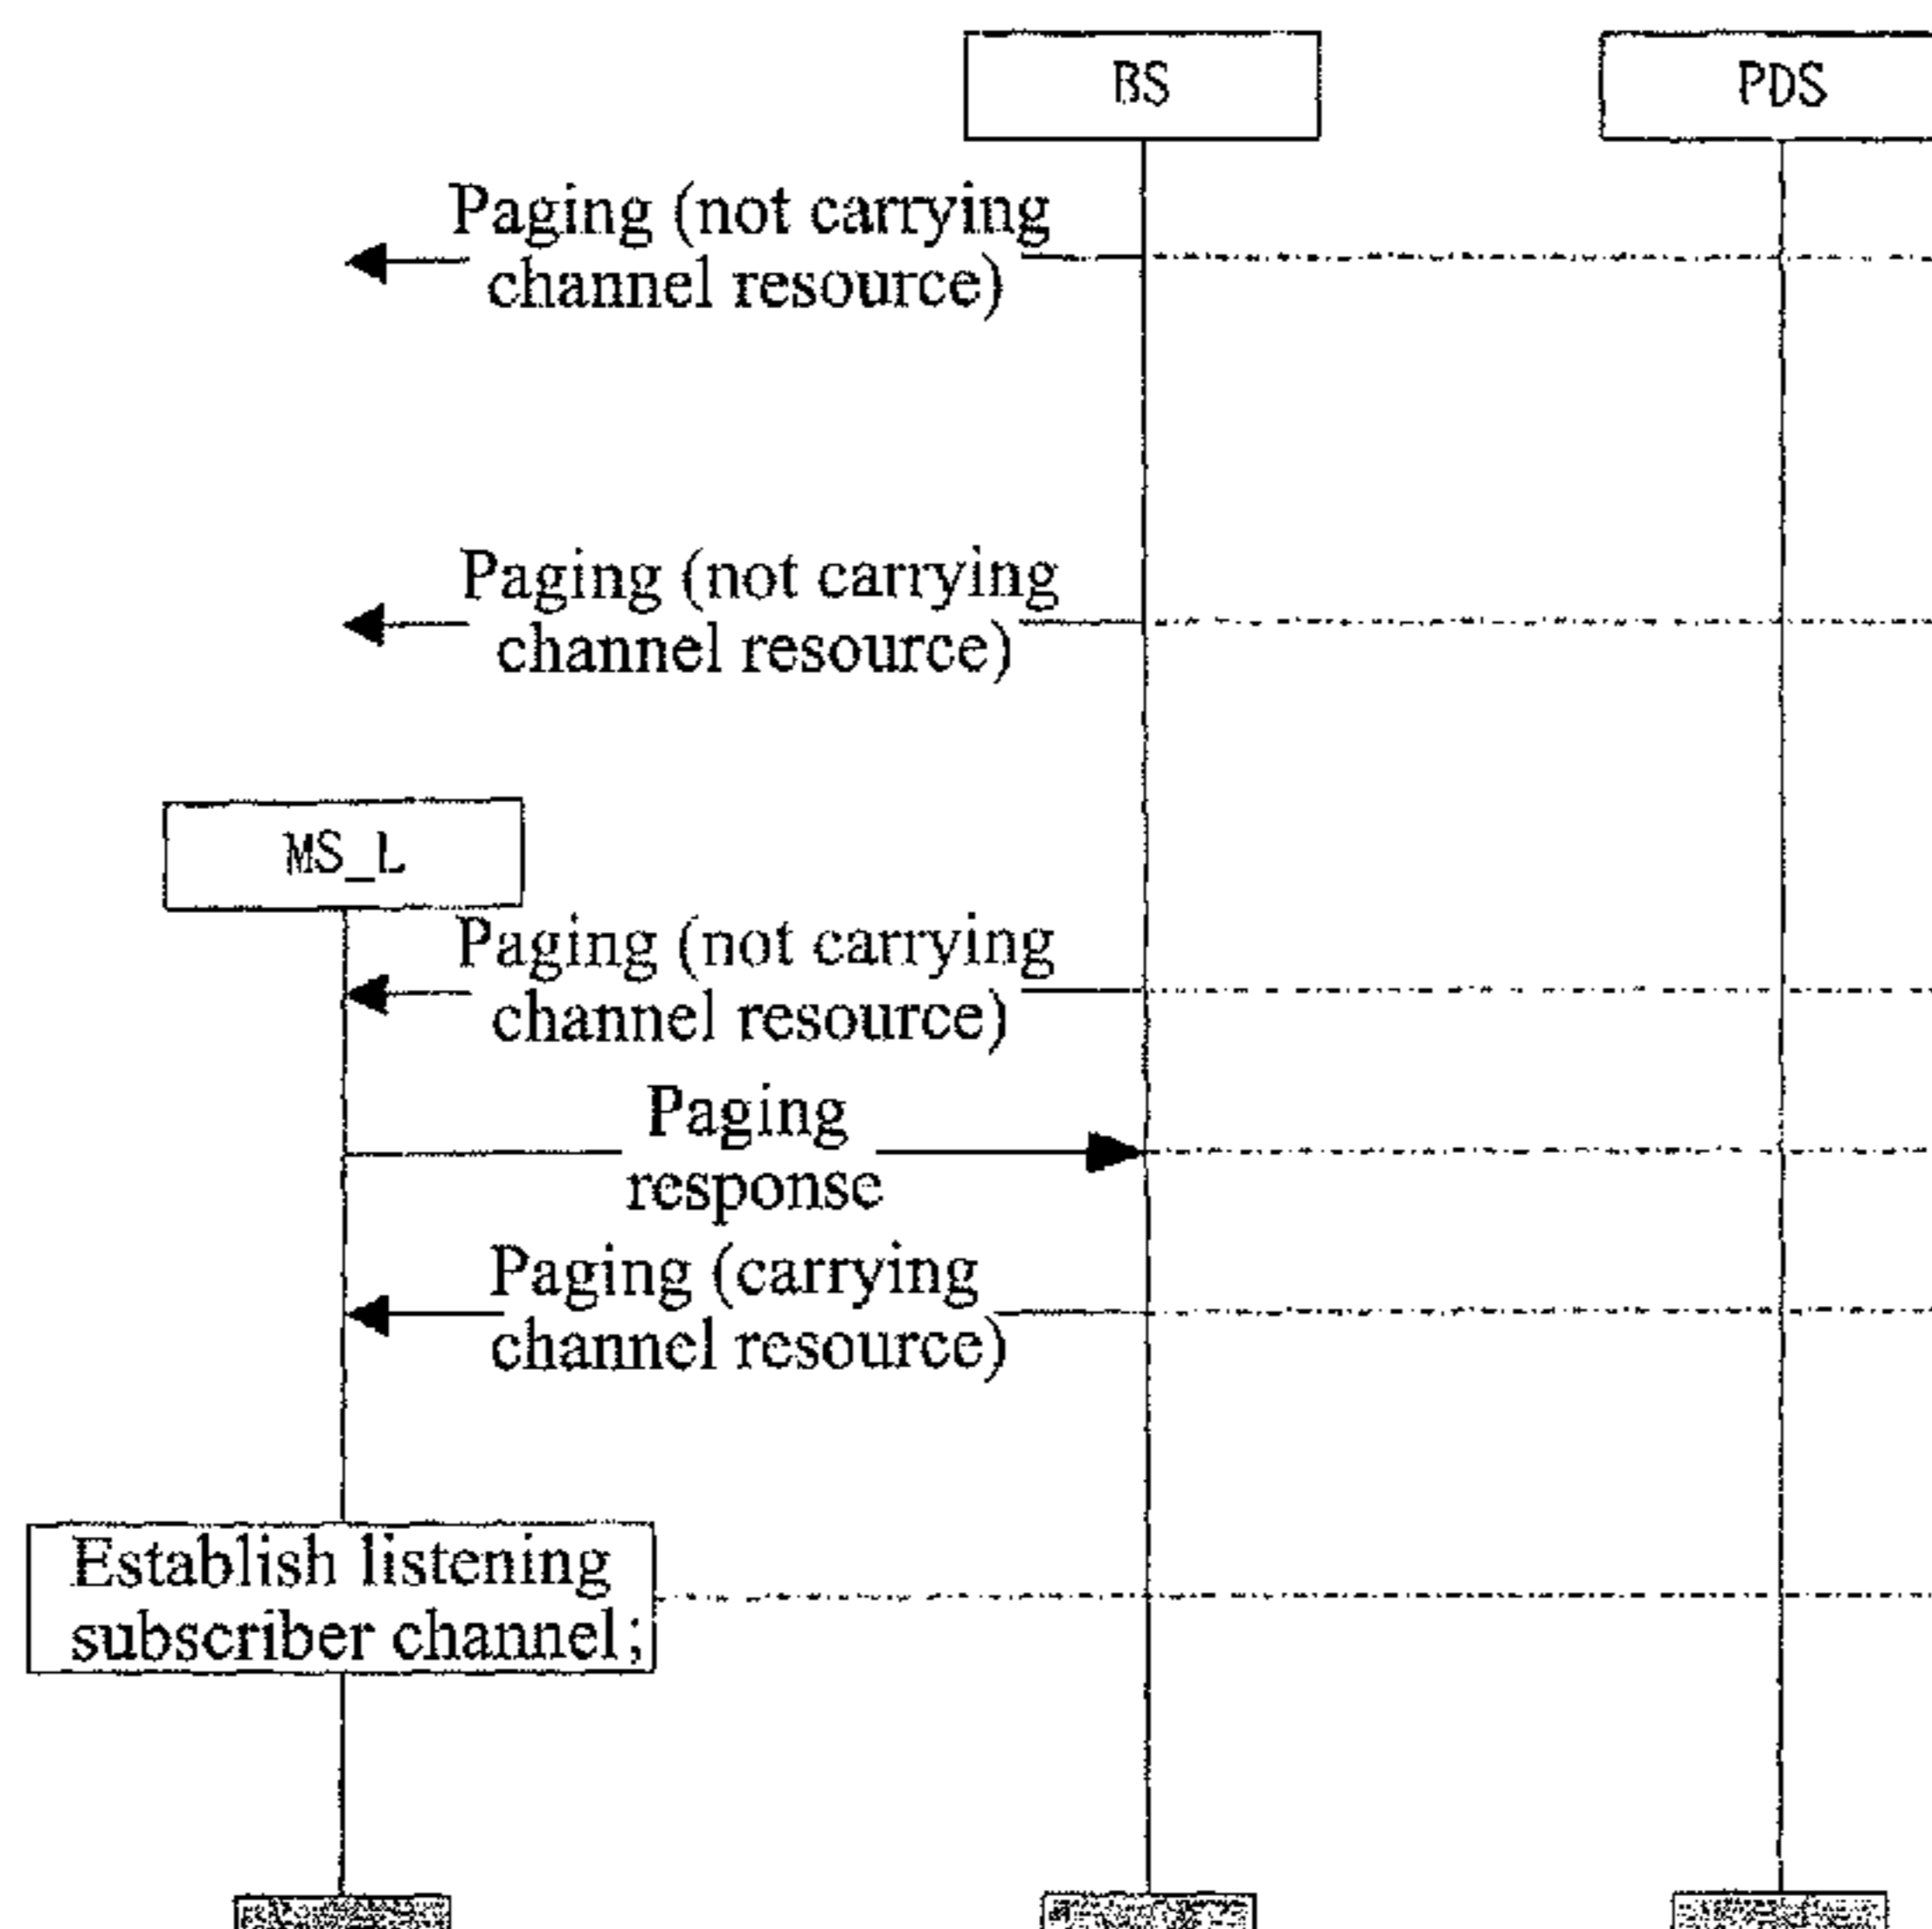 BS
PDS
Paging (not carrying
channel resource)
Paging (not carrying
channel resource)
MS_L
Paging (not carrying
channel resource)
Paging
response
Paging (carrying
channel resource)
Establish listening
subscriber channel;